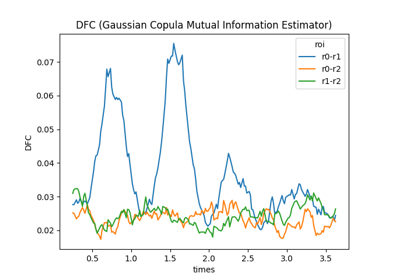 DFC (Gaussian Copula Mutual Information Estimator)
roi
r0-r1
r0-r2
r1-r2
0.07
0.06
0.05
0.04
0.03
0.02
DFC
0.5
1.0
1.5
2.0
2.5
3.0
3.5
times